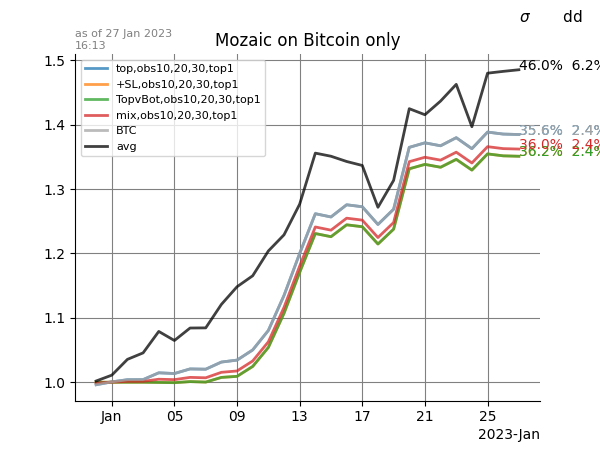 σ dd
as of 27 Jan 2023
16:13
Mozaic on Bitcoin only
1.5
1.4
1.3
1.2
1.1
1.0
top,obs10,20,30,top1
+SL,obs10,20,30,top1
TopvBot,obs10,20,30,top1
mix,obs10,20,30,top1
BTC
avg
46.0% 6.2%
35.6% 2.4%
36.0% 2.4%
36.2% 2.4%
Jan 05 09 13 17 21 25
2023-Jan